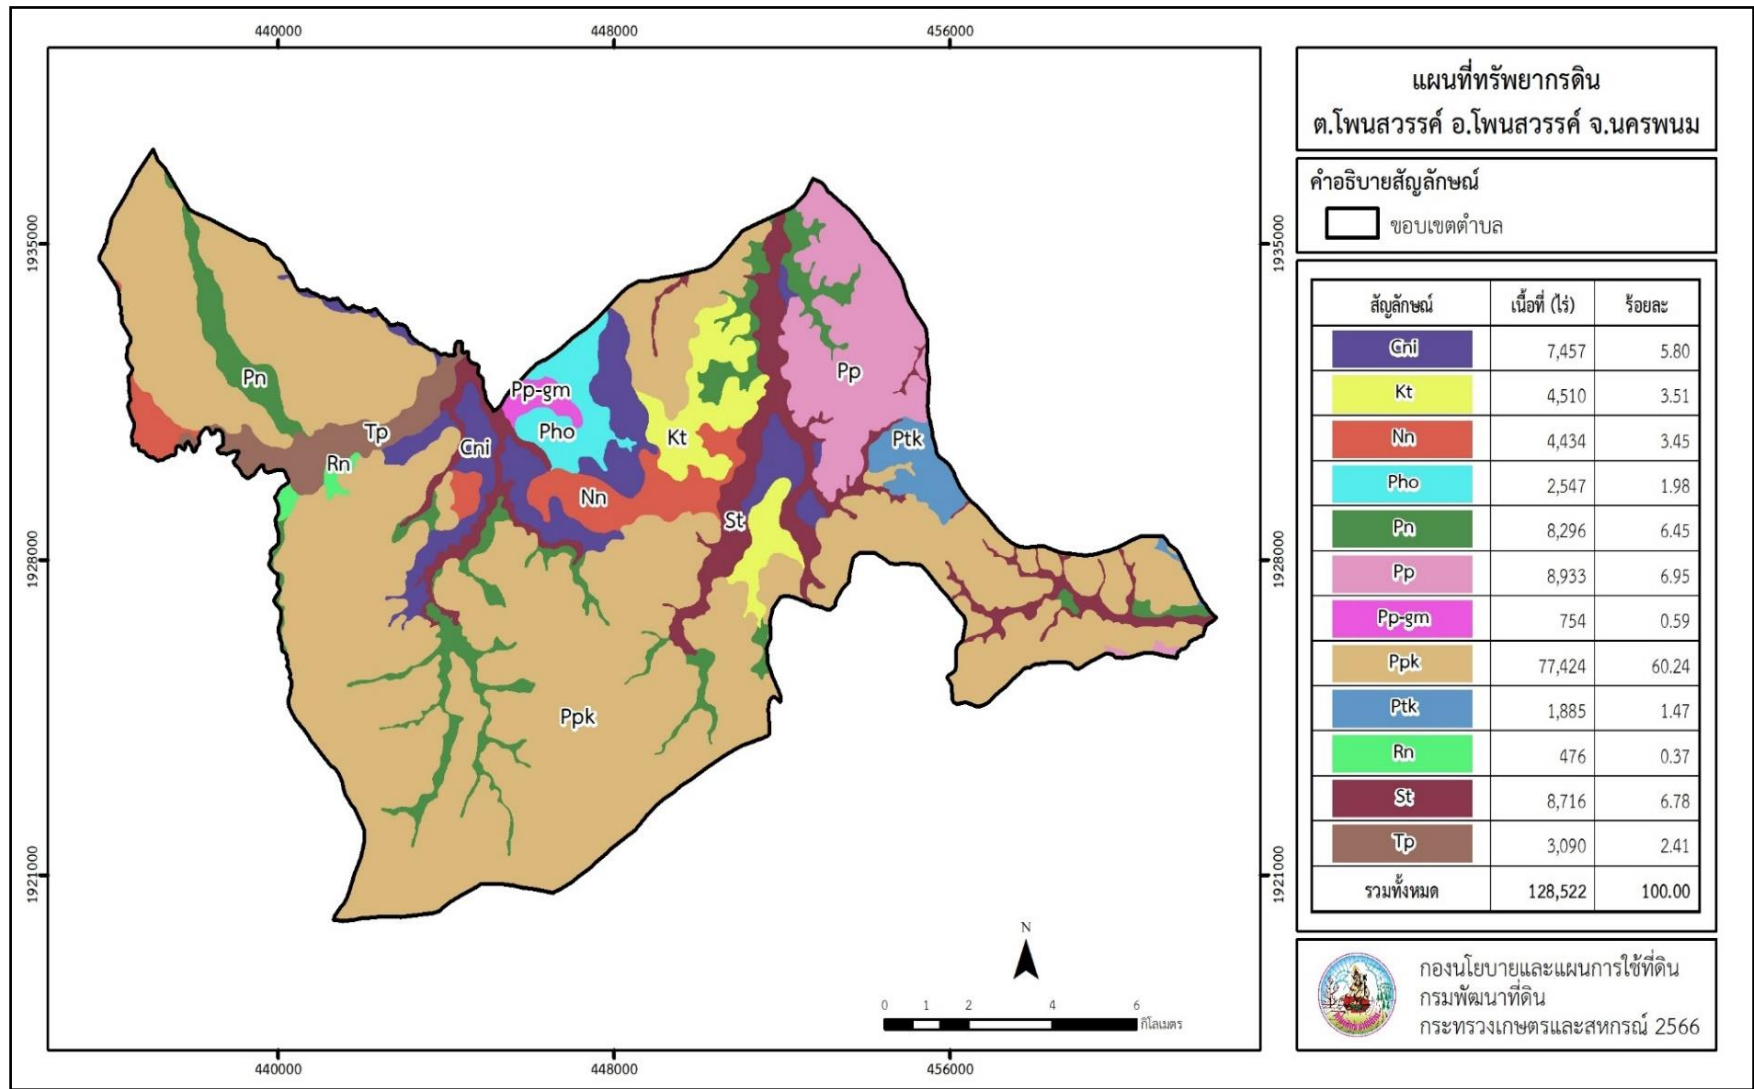 440000
448000
456000
1935000
1935000
1928000
1928000
1921000
1921000
440000
448000
456000
Pn
Tp
Rn
Cni
Pp-gm
Pho
Nn
Kt
St
Pp
Ptk
Ppk
N
0 1 2 4 6
กิโลเมตร
แผนที่ทรัพยากรดิน
ต.โพนสวรรค์ อ.โพนสวรรค์ จ.นครพนม
คำอธิบายสัญลักษณ์
ขอบเขตตำบล
สัญลักษณ์ เนื้อที่ (ไร่) ร้อยละ
Cni 7,457 5.80
Kt 4,510 3.51
Nn 4,434 3.45
Pho 2,547 1.98
Pn 8,296 6.45
Pp 8,933 6.95
Pp-gm 754 0.59
Ppk 77,424 60.24
Ptk 1,885 1.47
Rn 476 0.37
St 8,716 6.78
Tp 3,090 2.41
รวมทั้งหมด 128,522 100.00
กองนโยบายและแผนการใช้ที่ดิน
กรมพัฒนาที่ดิน
กระทรวงเกษตรและสหกรณ์ 2566